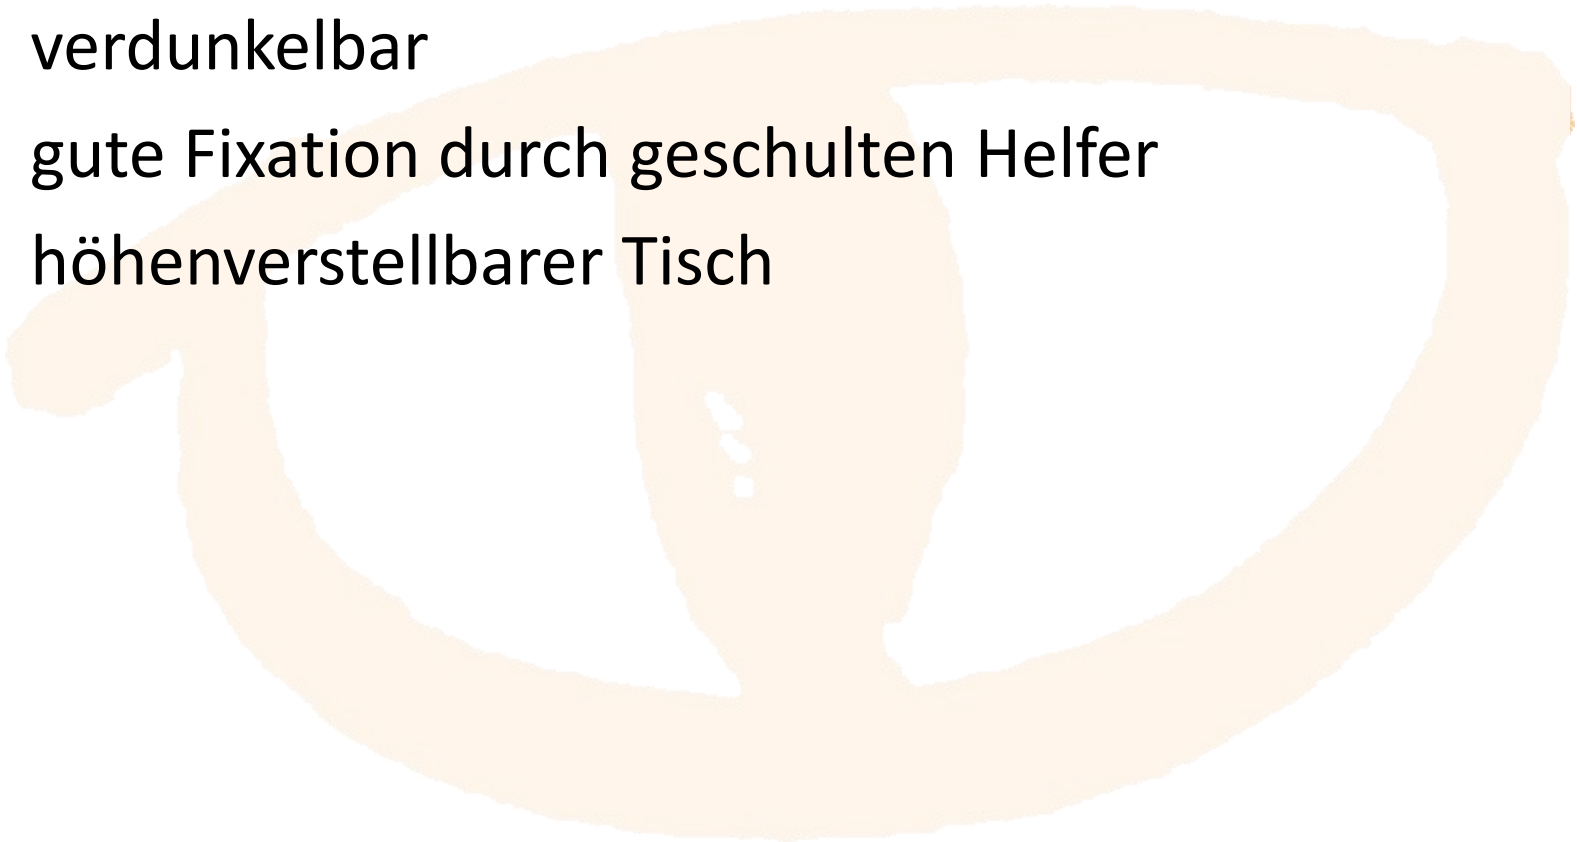 verdunkelbar
gute Fixation durch geschulten Helfer
höhenverstellbarer Tisch